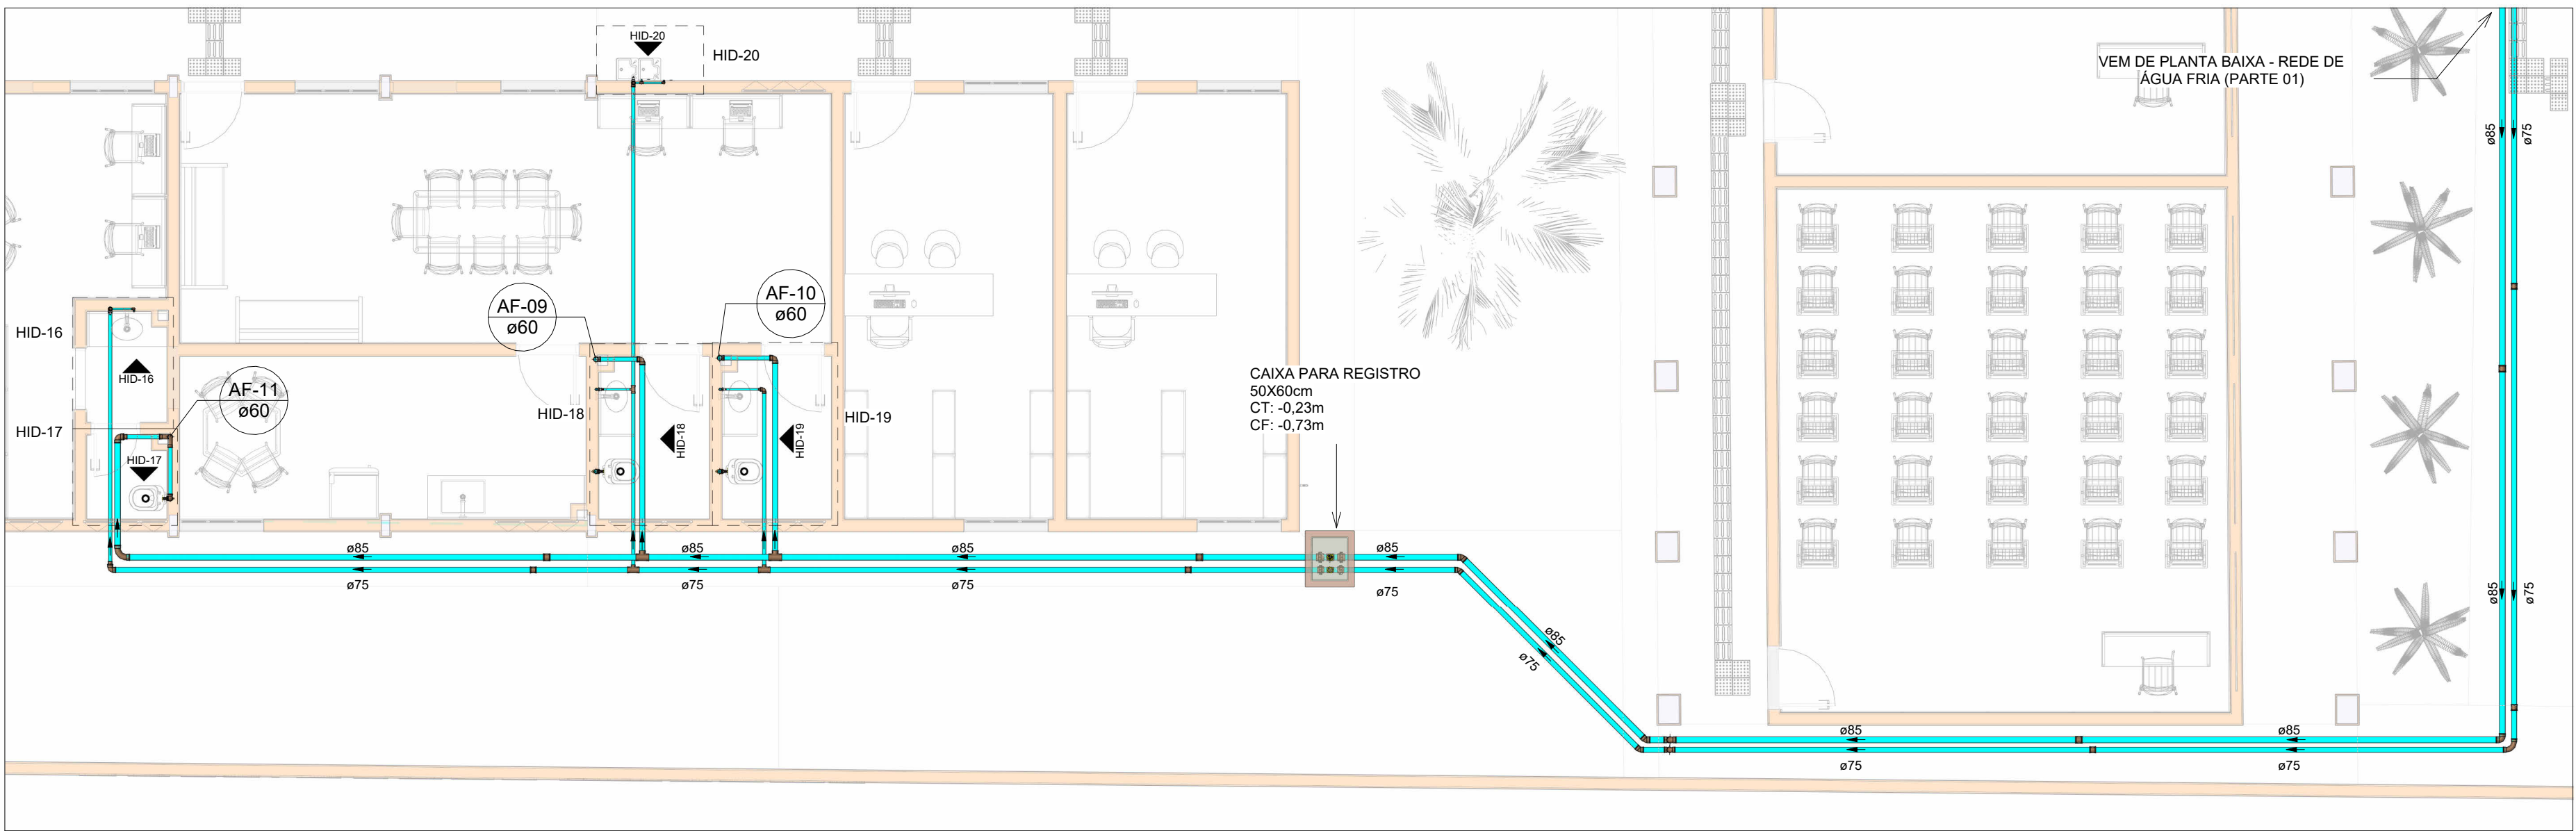 HID-20
HID-20
VEM DE PLANTA BAIXA - REDE DE
ÁGUA FRIA (PARTE 01)
ø85
ø75
AF-09
ø60
AF-10
ø60
HID-16
HID-16
AF-11
ø60
HID-17
HID-17
HID-18
HID-18
HID-19
HID-19
CAIXA PARA REGISTRO
50X60cm
CT: -0,23m
CF: -0,73m
ø85
ø85
ø85
ø85
ø75
ø75
ø75
ø75
ø85
ø75
ø85
ø75
ø85
ø85
ø75
ø75